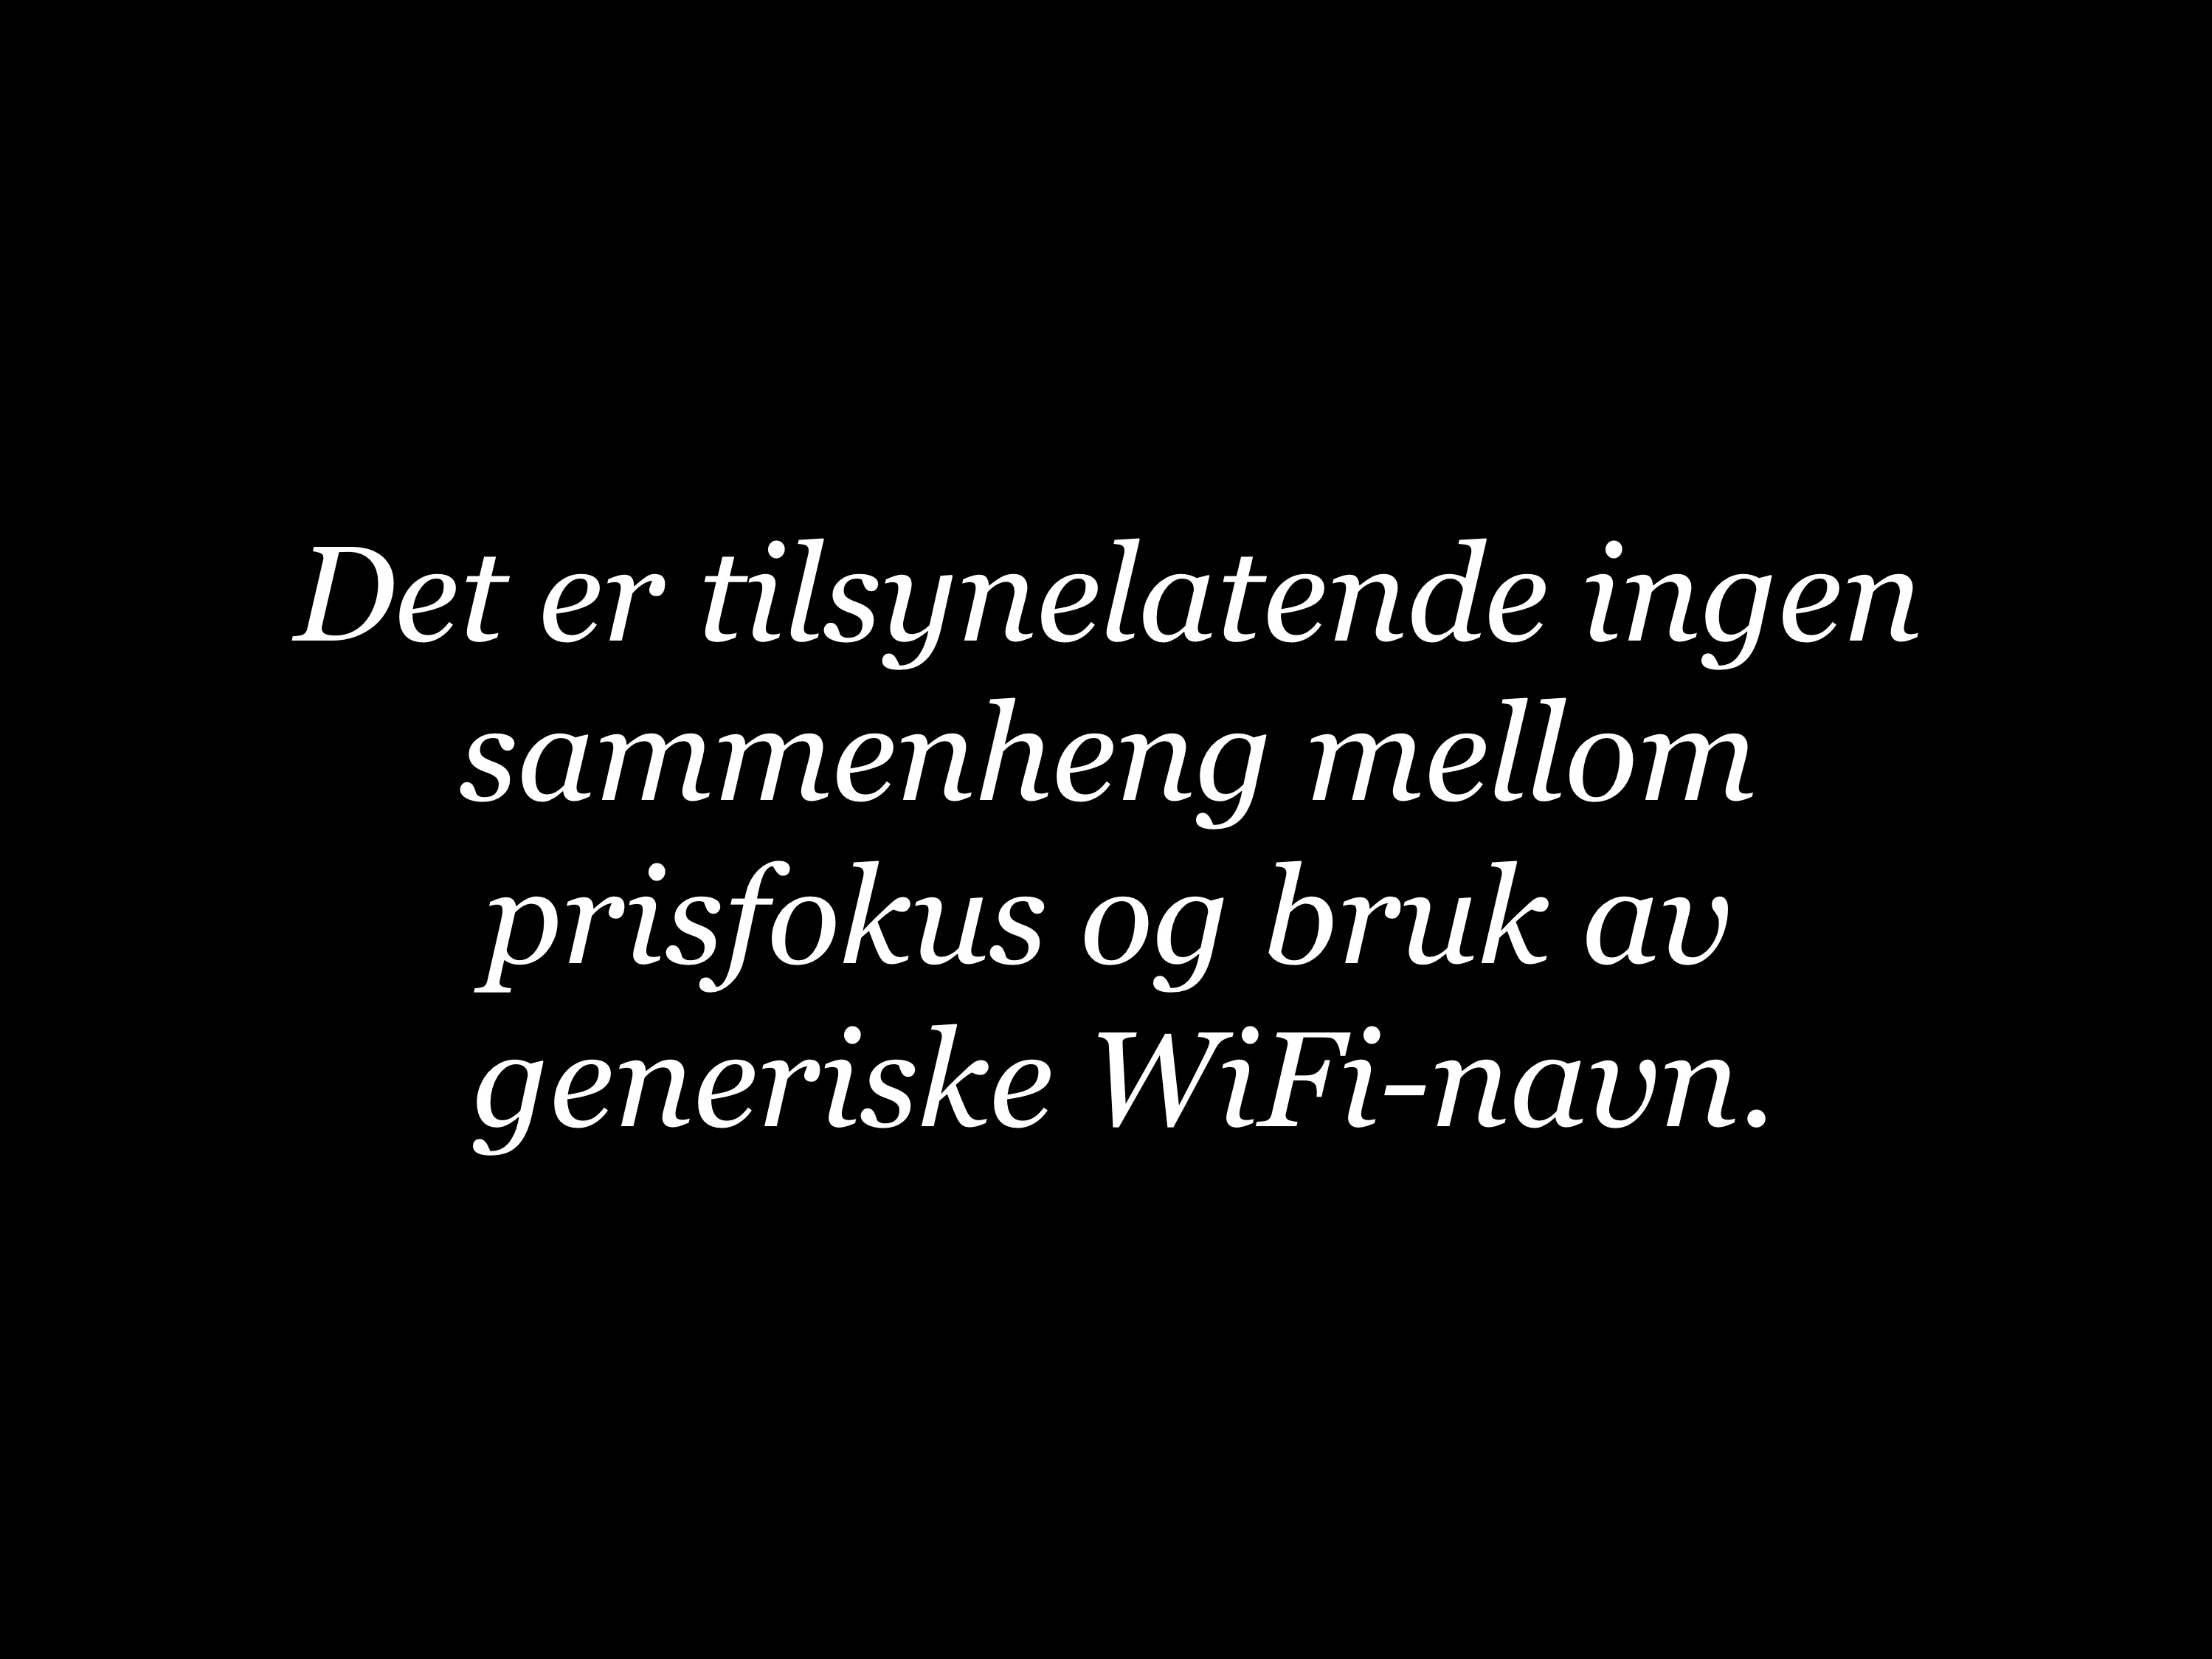 Det er tilsynelatende ingen
sammenheng mellom
prisfokus og bruk av
generiske WiFi-navn.